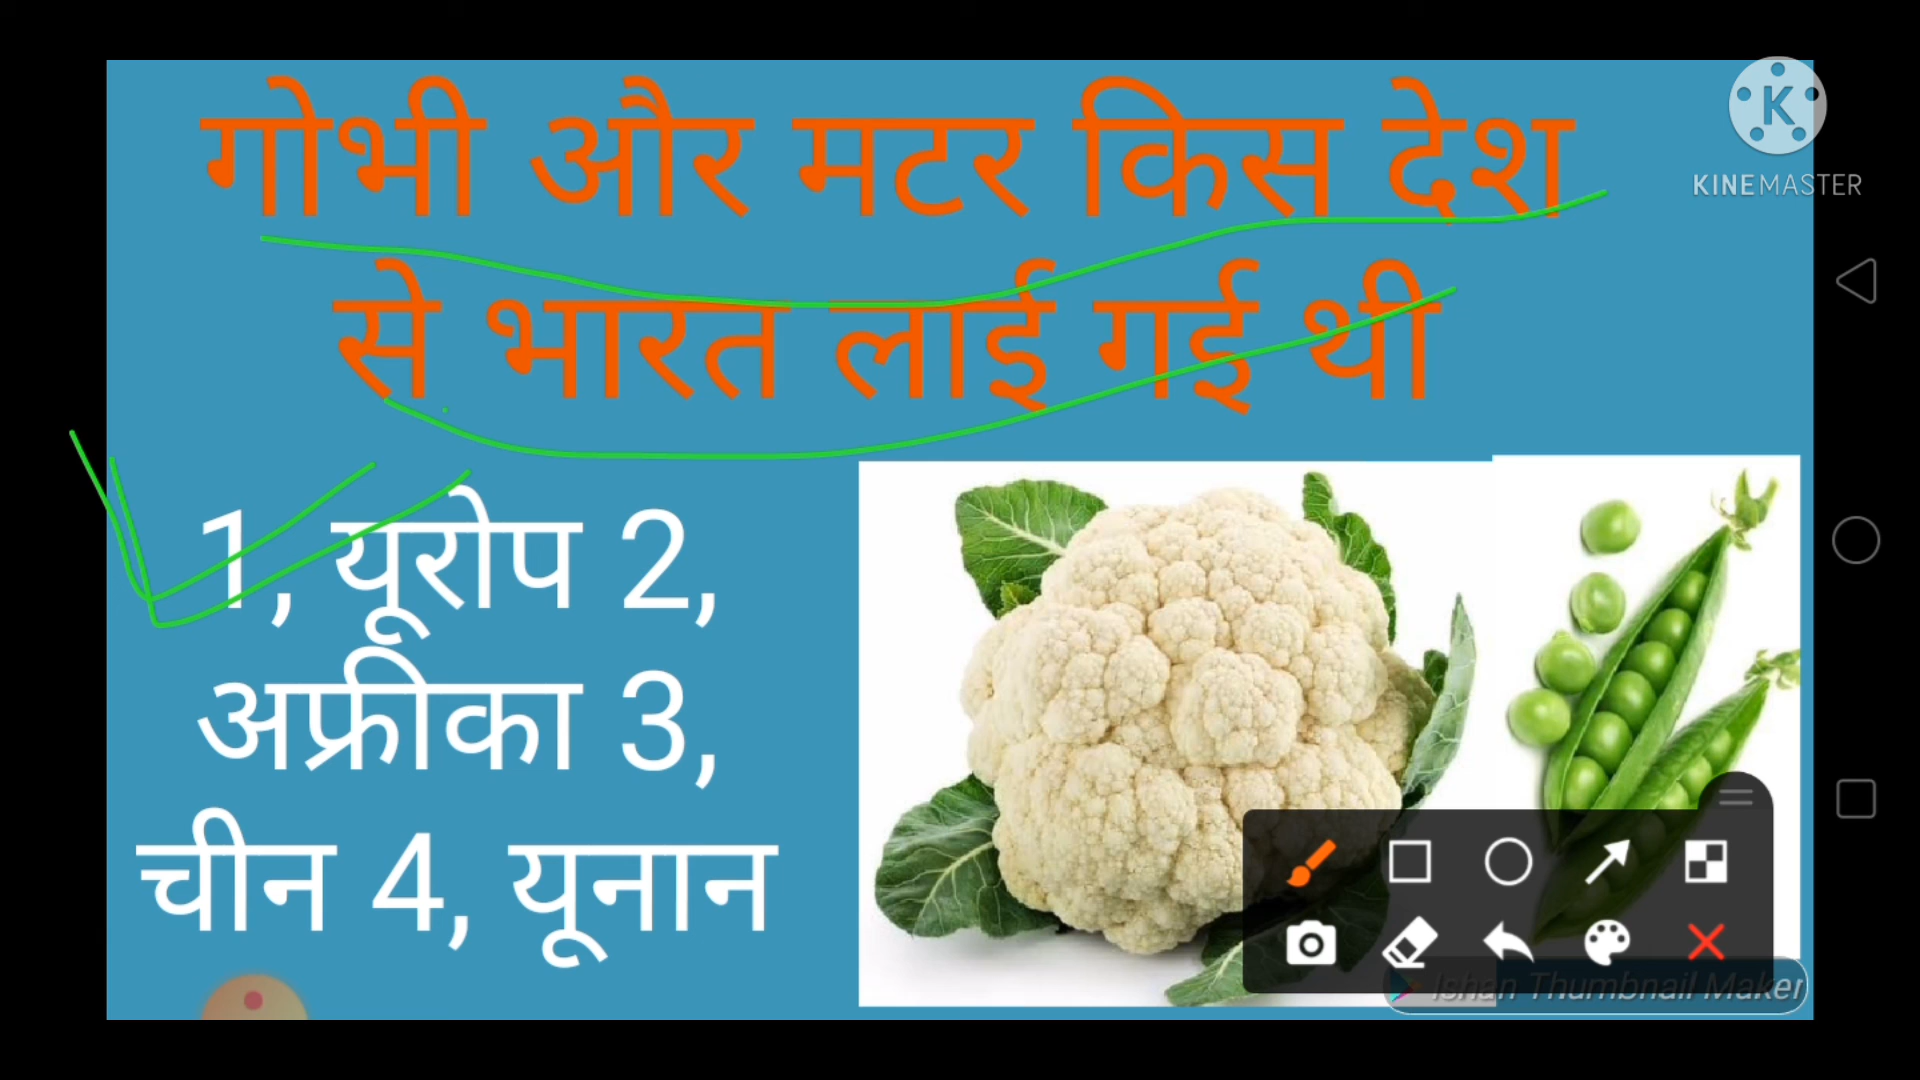 गोभी और मटर किस देश
से भारत लाई गई थी
1, यूरोप 2,
अफ्रीका 3,
चीन 4, यूनान
K
KINEMASTER
Ishan Thumbnail Maker